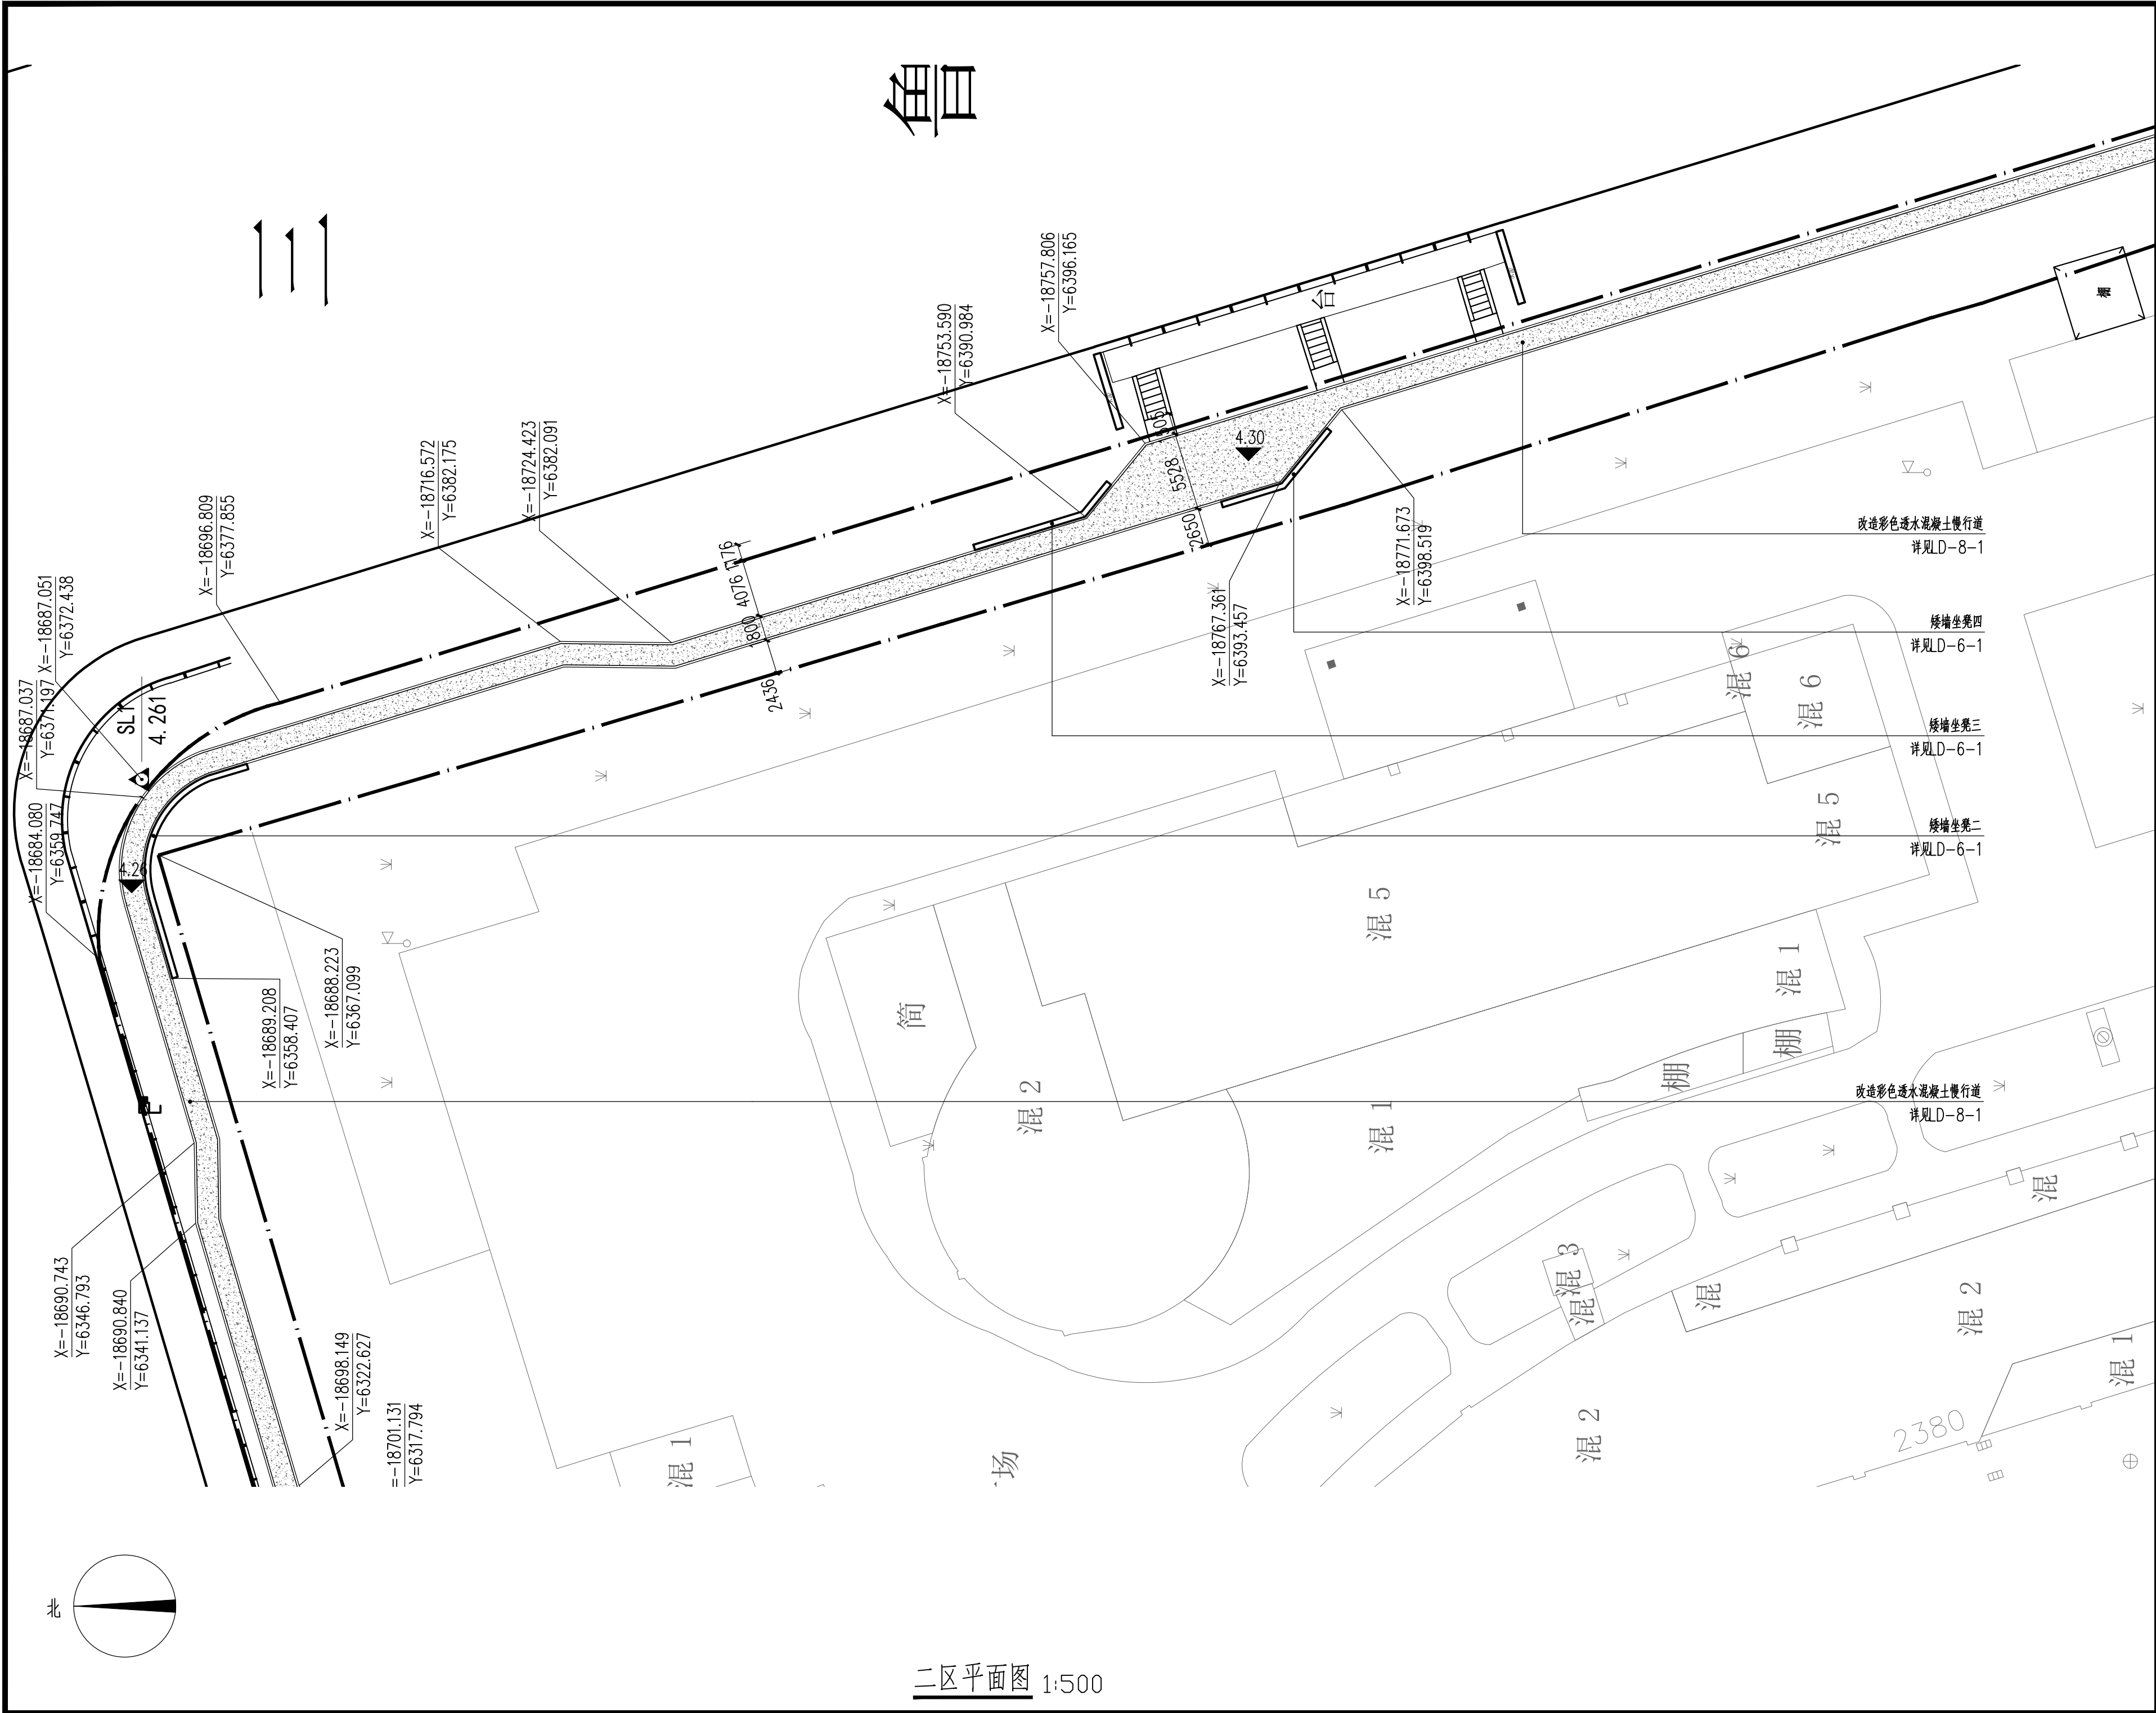 鲁
X=-18757.806
Y=6396.165
X=-18753.590
Y=6390.984
台
X=-18716.572
Y=6382.175
X=-18724.423
Y=6382.091
X=-18696.809
Y=6377.855
X=-18687.051
Y=6372.438
X=-18687.037
Y=6371.197
SL1
4.261
X=-18684.080
Y=6359.747
4.26
505
4.30
5528
2650
1176
4076
1800
2436
X=-18771.673
Y=6398.519
X=-18767.361
Y=6393.457
改造彩色透水混凝土慢行道
详见LD-8-1
矮墙坐凳四
详见LD-6-1
混 6
混 6
矮墙坐凳三
详见LD-6-1
混 5
矮墙坐凳二
详见LD-6-1
混 5
X=-18688.223
Y=6367.099
X=-18689.208
Y=6358.407
简
混 1
棚
棚
混 2
混 1
改造彩色透水混凝土慢行道
详见LD-8-1
混
X=-18690.743
Y=6346.793
X=-18690.840
Y=6341.137
混 3
混
混
混 2
X=-18698.149
Y=6322.627
=-18701.131
Y=6317.794
混 1
混 1
场
混 2
2380
北
二区平面图 1:500